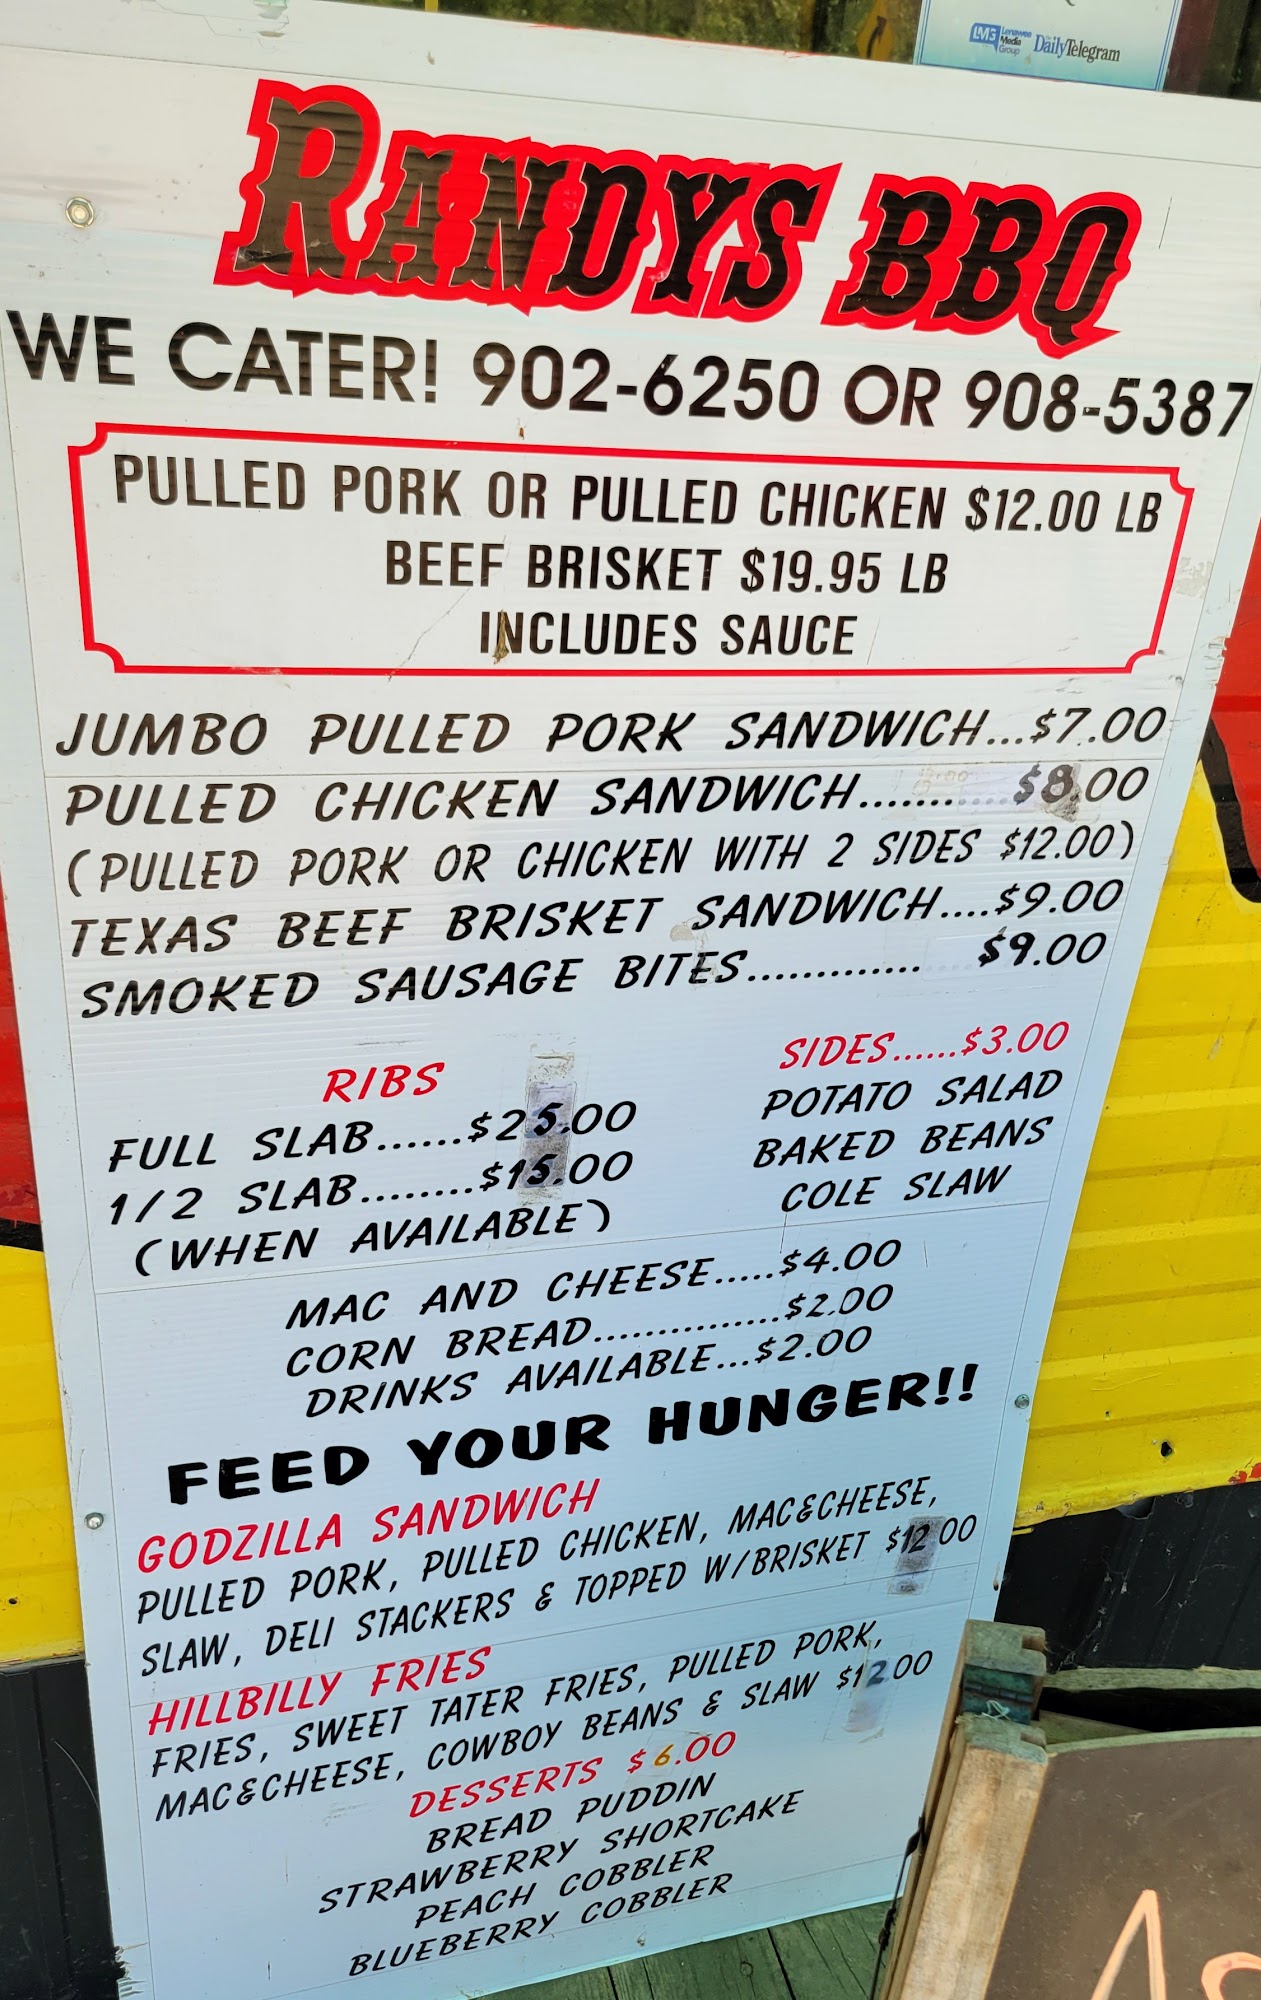 LM3 Lenawee Media Group Daily Telegram
RANDYS BBQ
WE CATER! 902-6250 OR 908-5387
PULLED PORK OR PULLED CHICKEN $12.00 LB
BEEF BRISKET $19.95 LB
INCLUDES SAUCE
JUMBO PULLED PORK SANDWICH...$7.00
PULLED CHICKEN SANDWICH...........$8.00
(PULLED PORK OR CHICKEN WITH 2 SIDES $12.00)
TEXAS BEEF BRISKET SANDWICH....$9.00
SMOKED SAUSAGE BITES............. $9.00
RIBS
FULL SLAB......$25.00
1/2 SLAB........$15.00
(WHEN AVAILABLE)
SIDES......$3.00
POTATO SALAD
BAKED BEANS
COLE SLAW
MAC AND CHEESE.....$4.00
CORN BREAD...............$2.00
DRINKS AVAILABLE...$2.00
FEED YOUR HUNGER!!
GODZILLA SANDWICH
PULLED PORK, PULLED CHICKEN, MAC&CHEESE,
SLAW, DELI STACKERS & TOPPED W/BRISKET $12.00
HILLBILLY FRIES
FRIES, SWEET TATER FRIES, PULLED PORK,
MAC&CHEESE, COWBOY BEANS & SLAW $12.00
DESSERTS $6.00
BREAD PUDDIN
STRAWBERRY SHORTCAKE
PEACH COBBLER
BLUEBERRY COBBLER